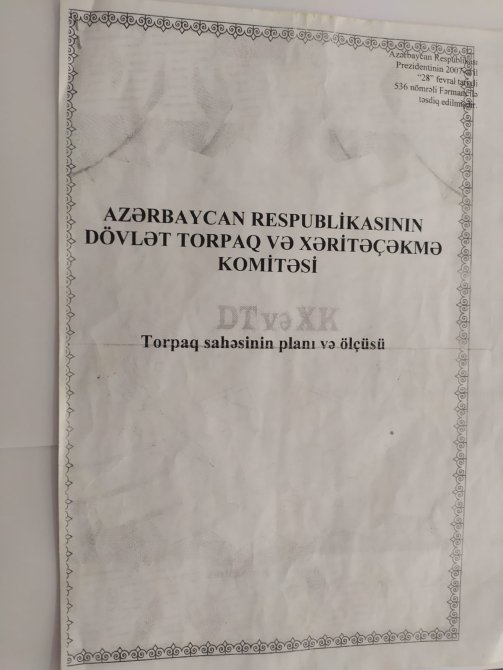 Azərbaycan Respublikası
Prezidentinin 2007-ci il
"28" fevral tarixli
536 nömrəli Fərmanı ilə
təsdiq edilmişdir.
AZƏRBAYCAN RESPUBLİKASININ
DÖVLƏT TORPAQ VƏ XƏRİTƏÇƏKMƏ
KOMİTƏSİ
DTvəXK
Torpaq sahəsinin planı və ölçüsü